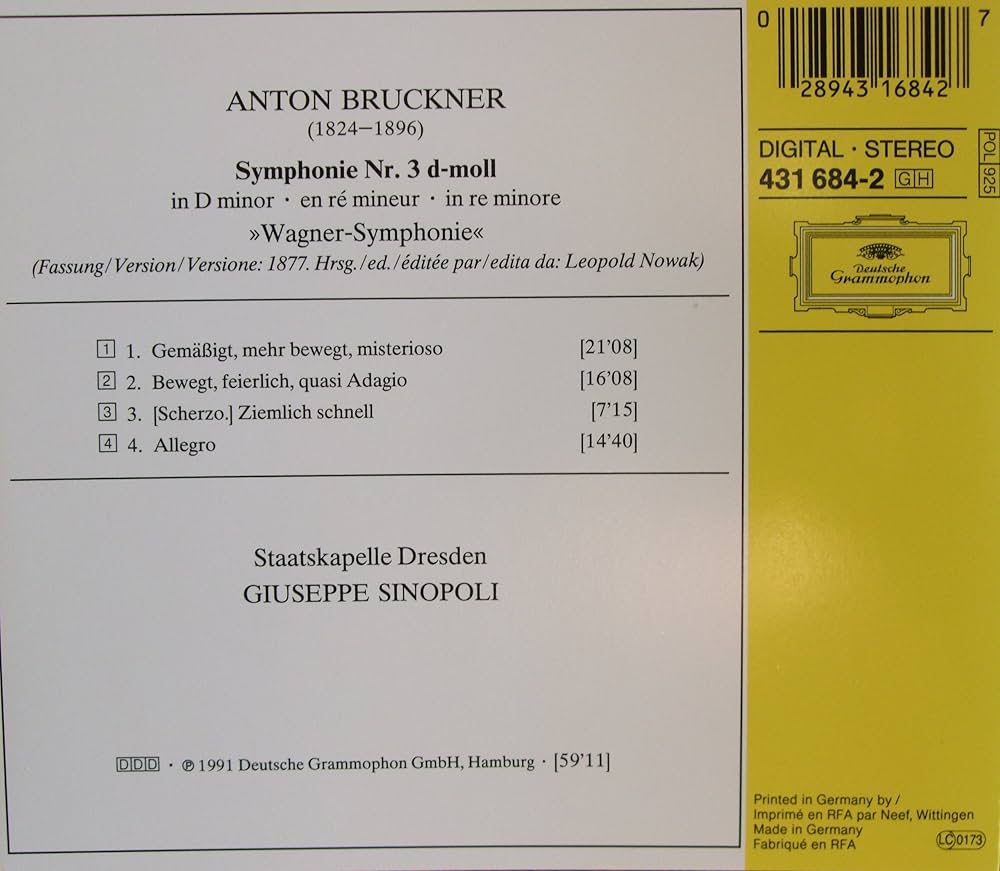 ANTON BRUCKNER
(1824–1896)
Symphonie Nr. 3 d-moll
in D minor · en ré mineur · in re minore
»Wagner-Symphonie«
(Fassung/Version/Versione: 1877. Hrsg./ed./éditée par/edita da: Leopold Nowak)
1 1. Gemäßigt, mehr bewegt, misterioso [21'08]
2 2. Bewegt, feierlich, quasi Adagio [16'08]
3 3. [Scherzo.] Ziemlich schnell [7'15]
4 4. Allegro [14'40]
Staatskapelle Dresden
GIUSEPPE SINOPOLI
DDD · ℗ 1991 Deutsche Grammophon GmbH, Hamburg · [59'11]
0 28943 16842 7
DIGITAL · STEREO
431 684-2 GH
POL 925
Deutsche
Grammophon
Printed in Germany by /
Imprimé en RFA par Neef, Wittingen
Made in Germany
Fabriqué en RFA
LC 0173